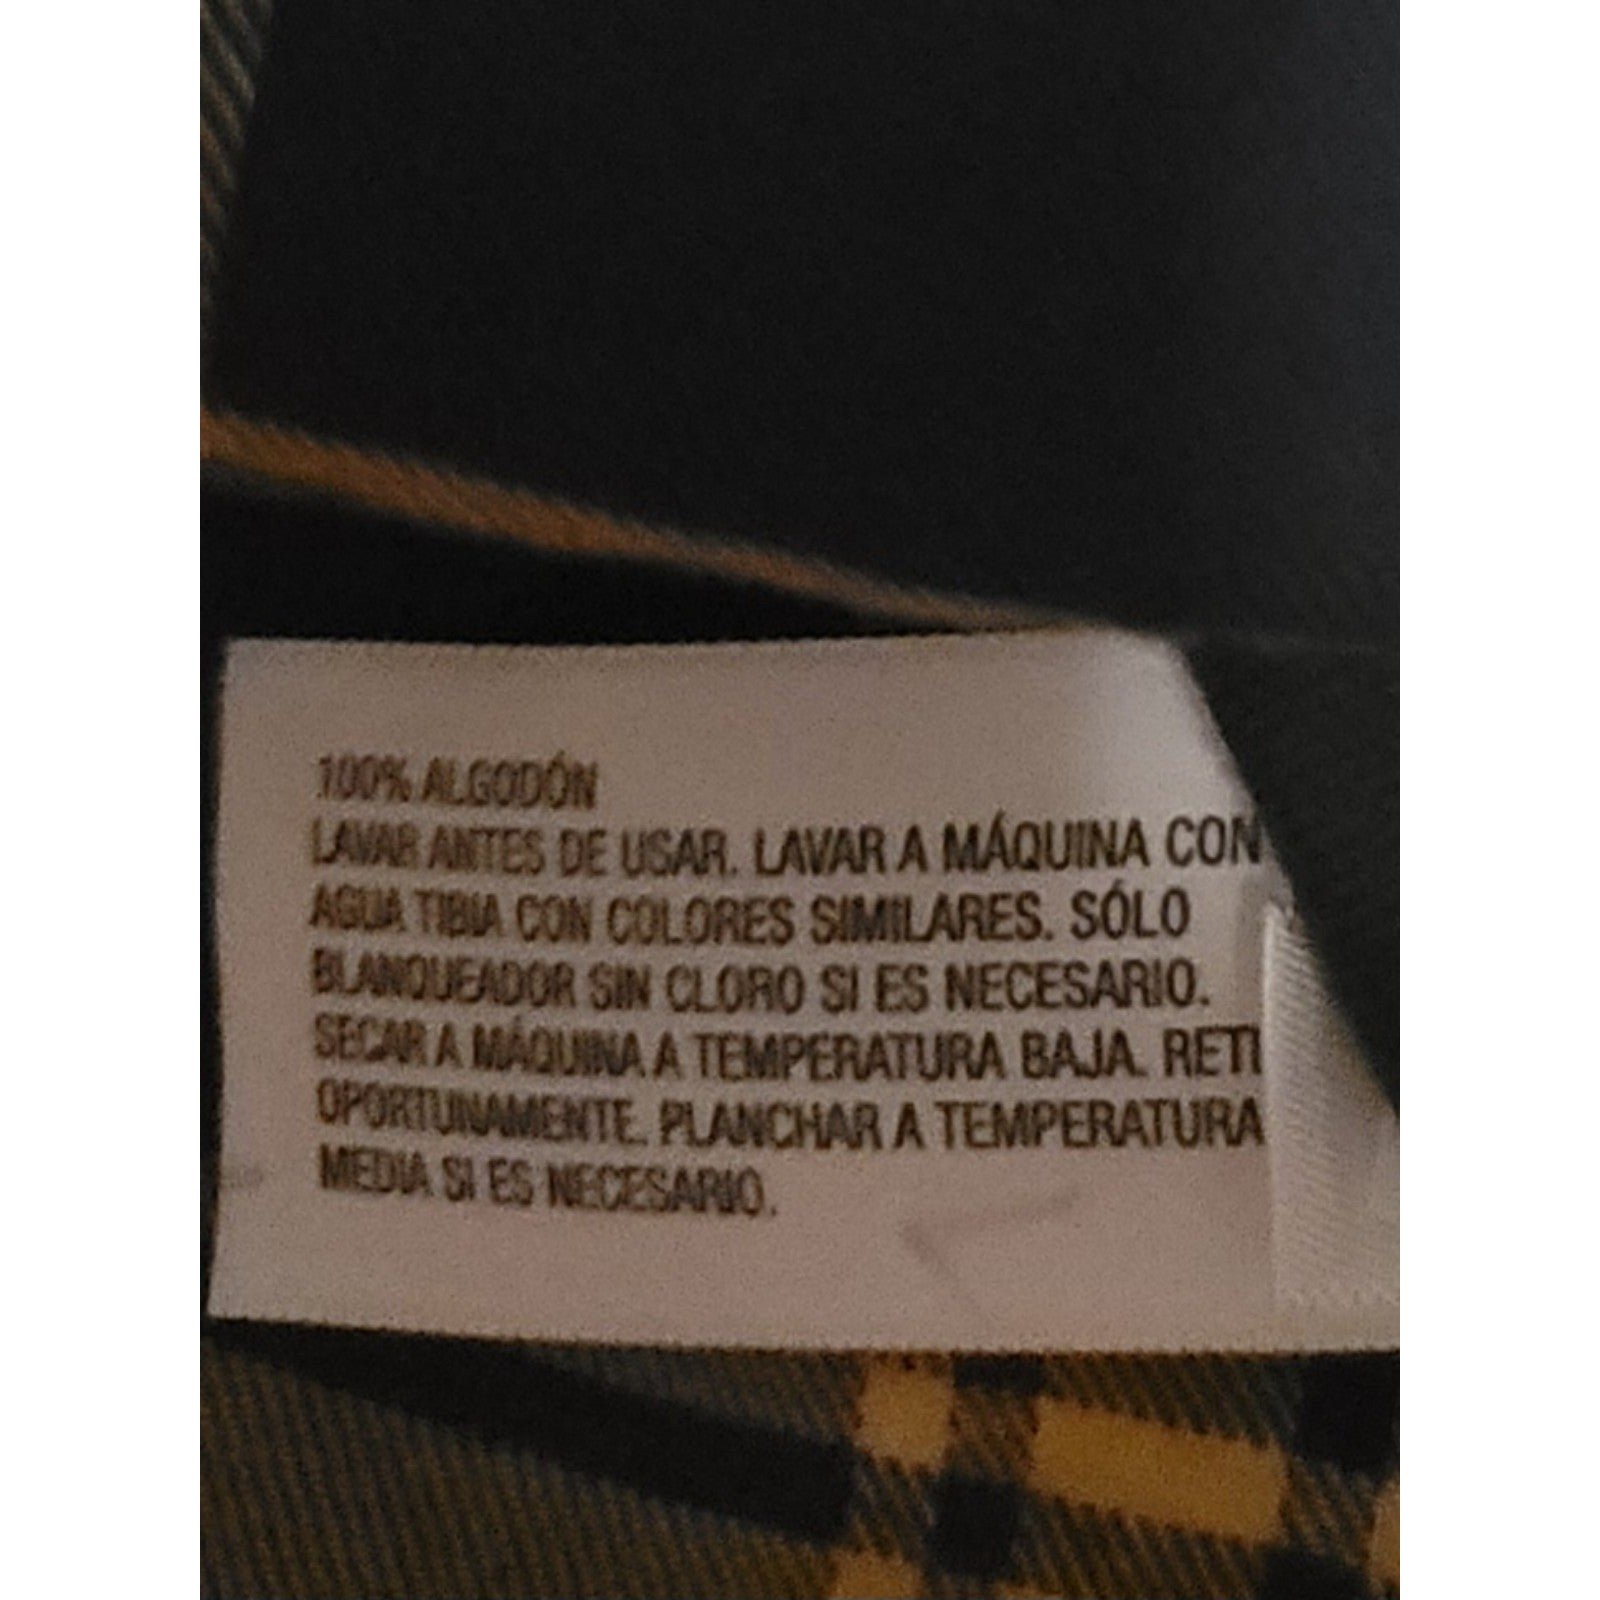 100% ALGODÓN
LAVAR ANTES DE USAR. LAVAR A MÁQUINA CON
AGUA TIBIA CON COLORES SIMILARES. SÓLO
BLANQUEADOR SIN CLORO SI ES NECESARIO.
SECAR A MÁQUINA A TEMPERATURA BAJA. RETI
OPORTUNAMENTE. PLANCHAR A TEMPERATURA
MEDIA SI ES NECESARIO.